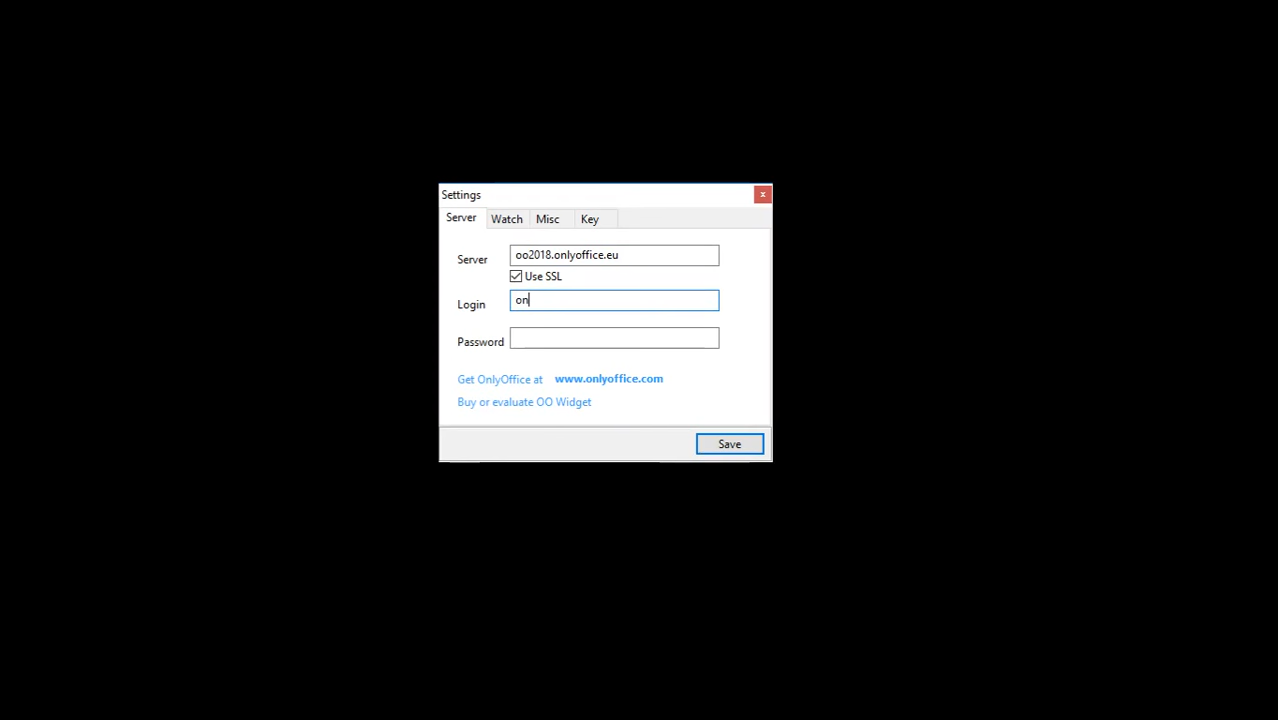 Settings
Server Watch Misc Key
Server oo2018.onlyoffice.eu
Use SSL
Login on
Password
Get OnlyOffice at www.onlyoffice.com
Buy or evaluate OO Widget
Save